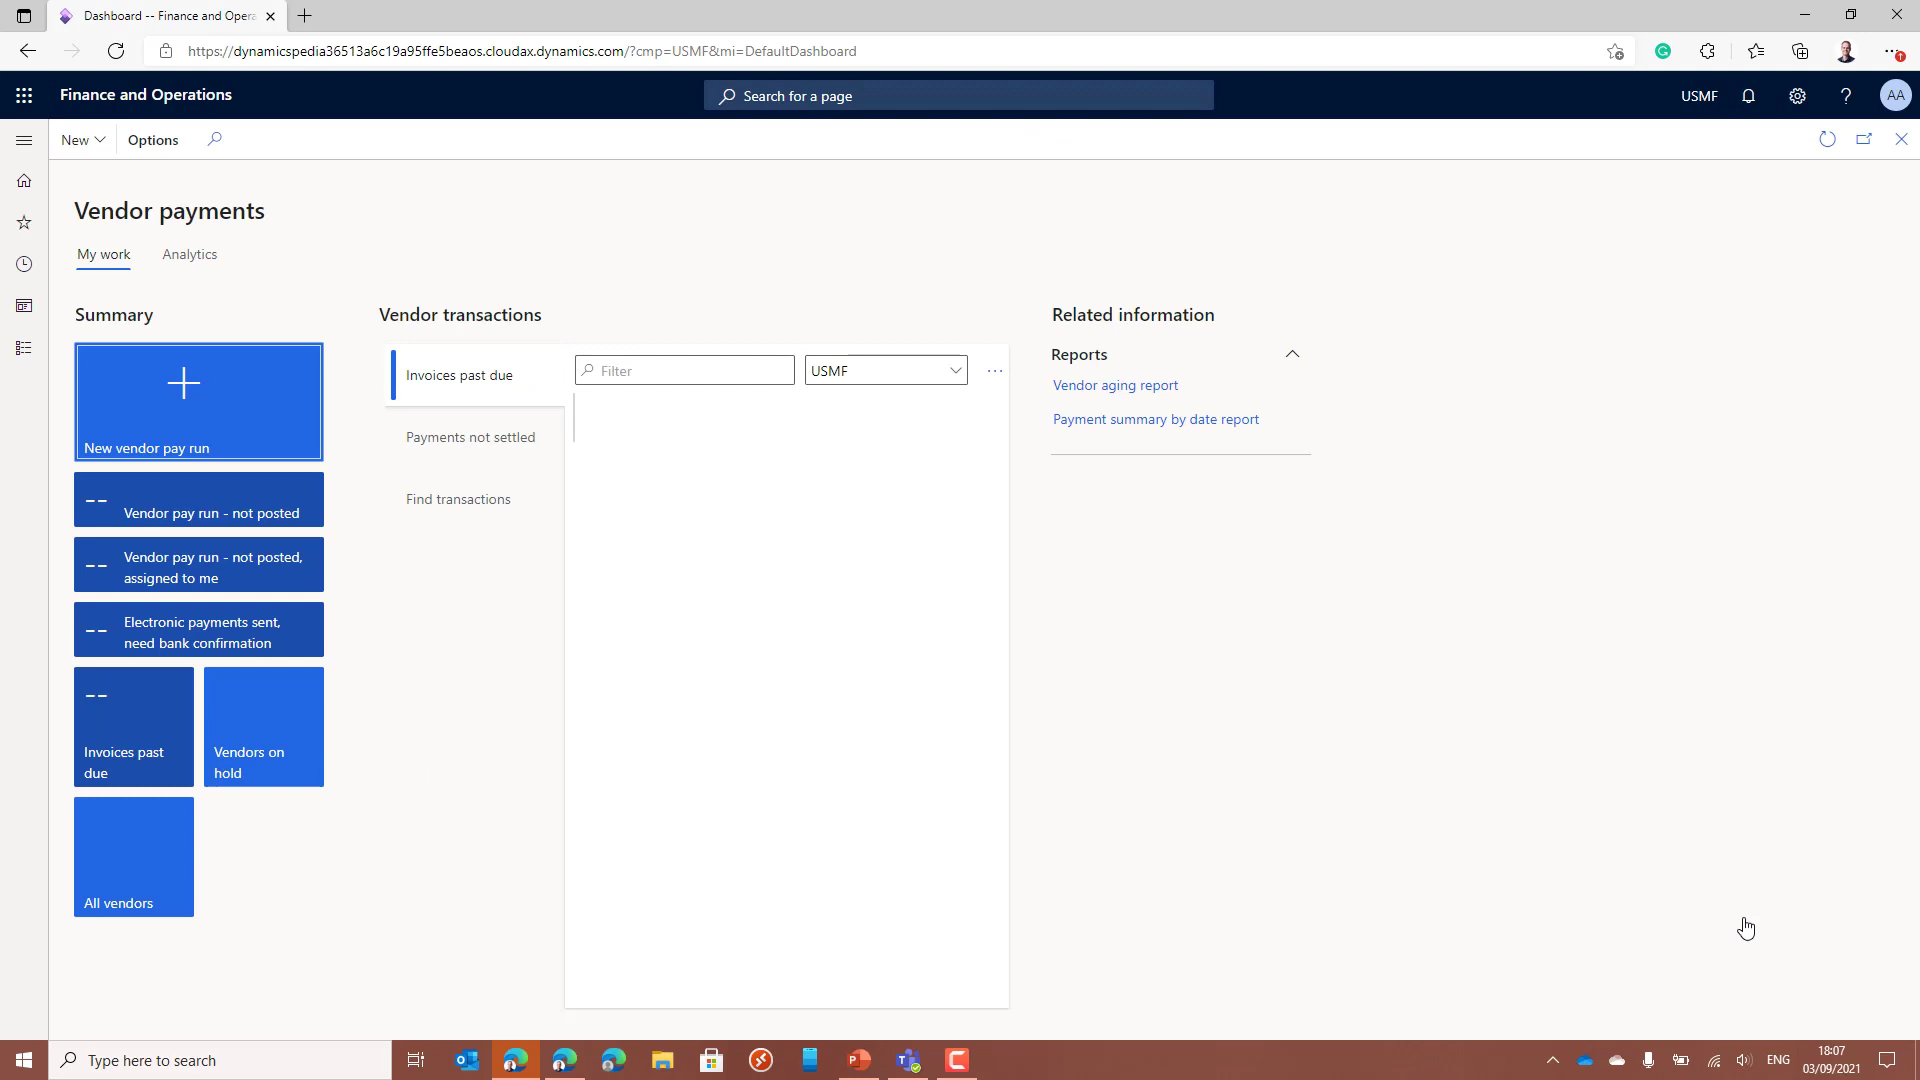 Dashboard -- Finance and Opera
https://dynamicspedia36513a6c19a95ffe5beaos.cloudax.dynamics.com/?cmp=USMF&mi=DefaultDashboard
Finance and Operations
Search for a page
USMF
?
AA
New
Options
Vendor payments
My work
Analytics
Summary
New vendor pay run
-- Vendor pay run - not posted
-- Vendor pay run - not posted,
assigned to me
-- Electronic payments sent,
need bank confirmation
--
Invoices past
due
Vendors on
hold
All vendors
Vendor transactions
Invoices past due
Filter
USMF
...
Payments not settled
Find transactions
Related information
Reports
Vendor aging report
Payment summary by date report
Type here to search
ENG
18:07
03/09/2021